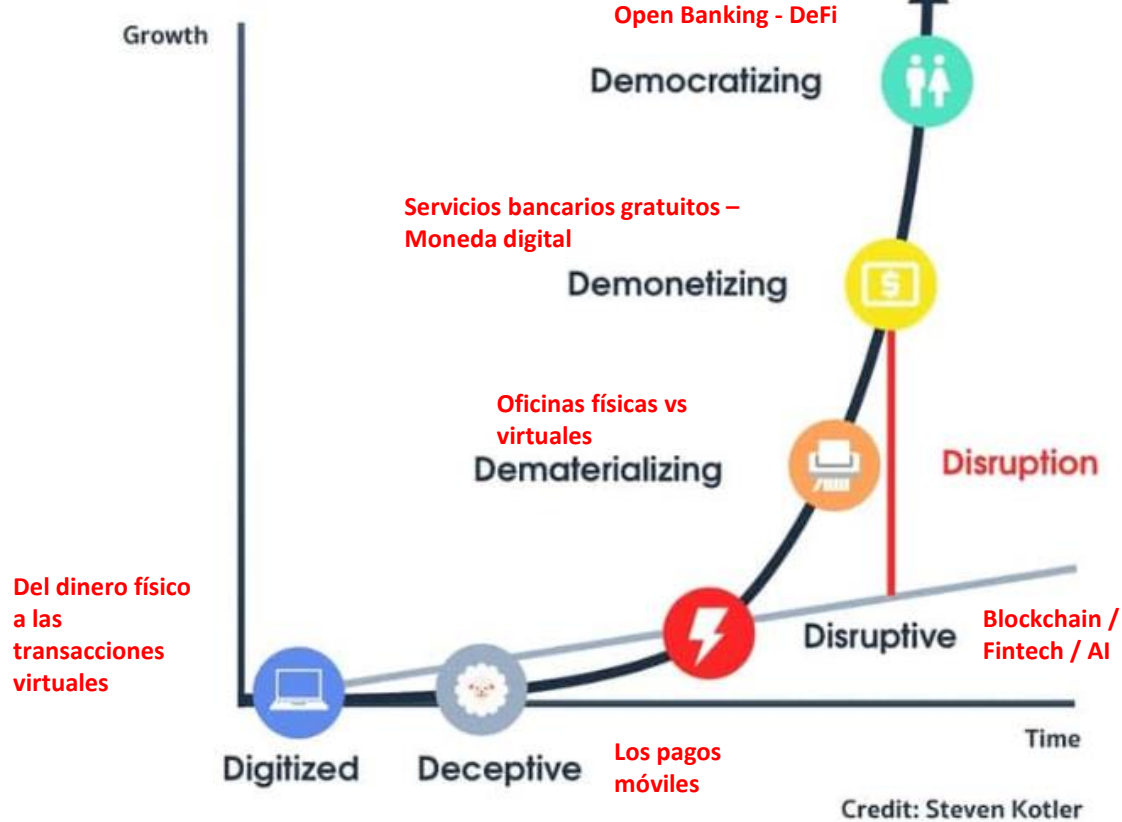 Open Banking - DeFi
Growth
Democratizing
Servicios bancarios gratuitos –
Moneda digital
Demonetizing
$
Oficinas físicas vs
virtuales
Dematerializing
Disruption
Del dinero físico
a las
transacciones
virtuales
Disruptive
Blockchain /
Fintech / AI
Time
Digitized
Deceptive
Los pagos
móviles
Credit: Steven Kotler